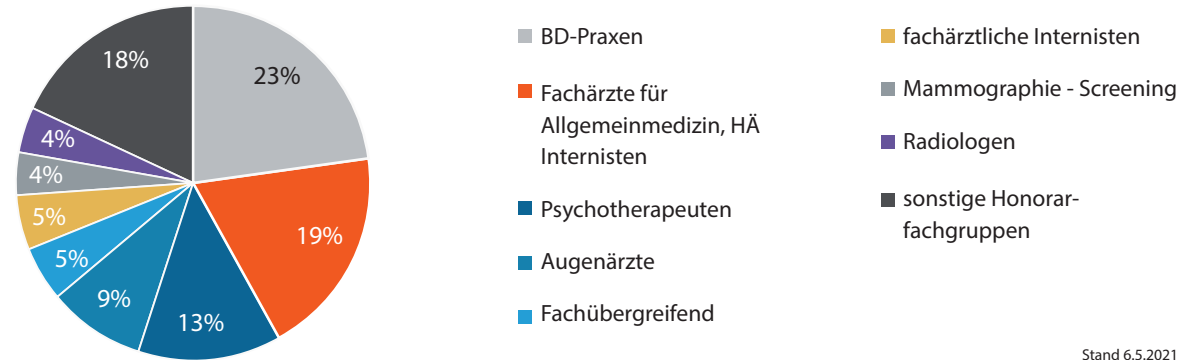 18%
23%
4%
4%
5%
5%
9%
13%
19%
BD-Praxen
Fachärzte für
Allgemeinmedizin, HÄ
Internisten
Psychotherapeuten
Augenärzte
Fachübergreifend
fachärztliche Internisten
Mammographie - Screening
Radiologen
sonstige Honorar-
fachgruppen
Stand 6.5.2021